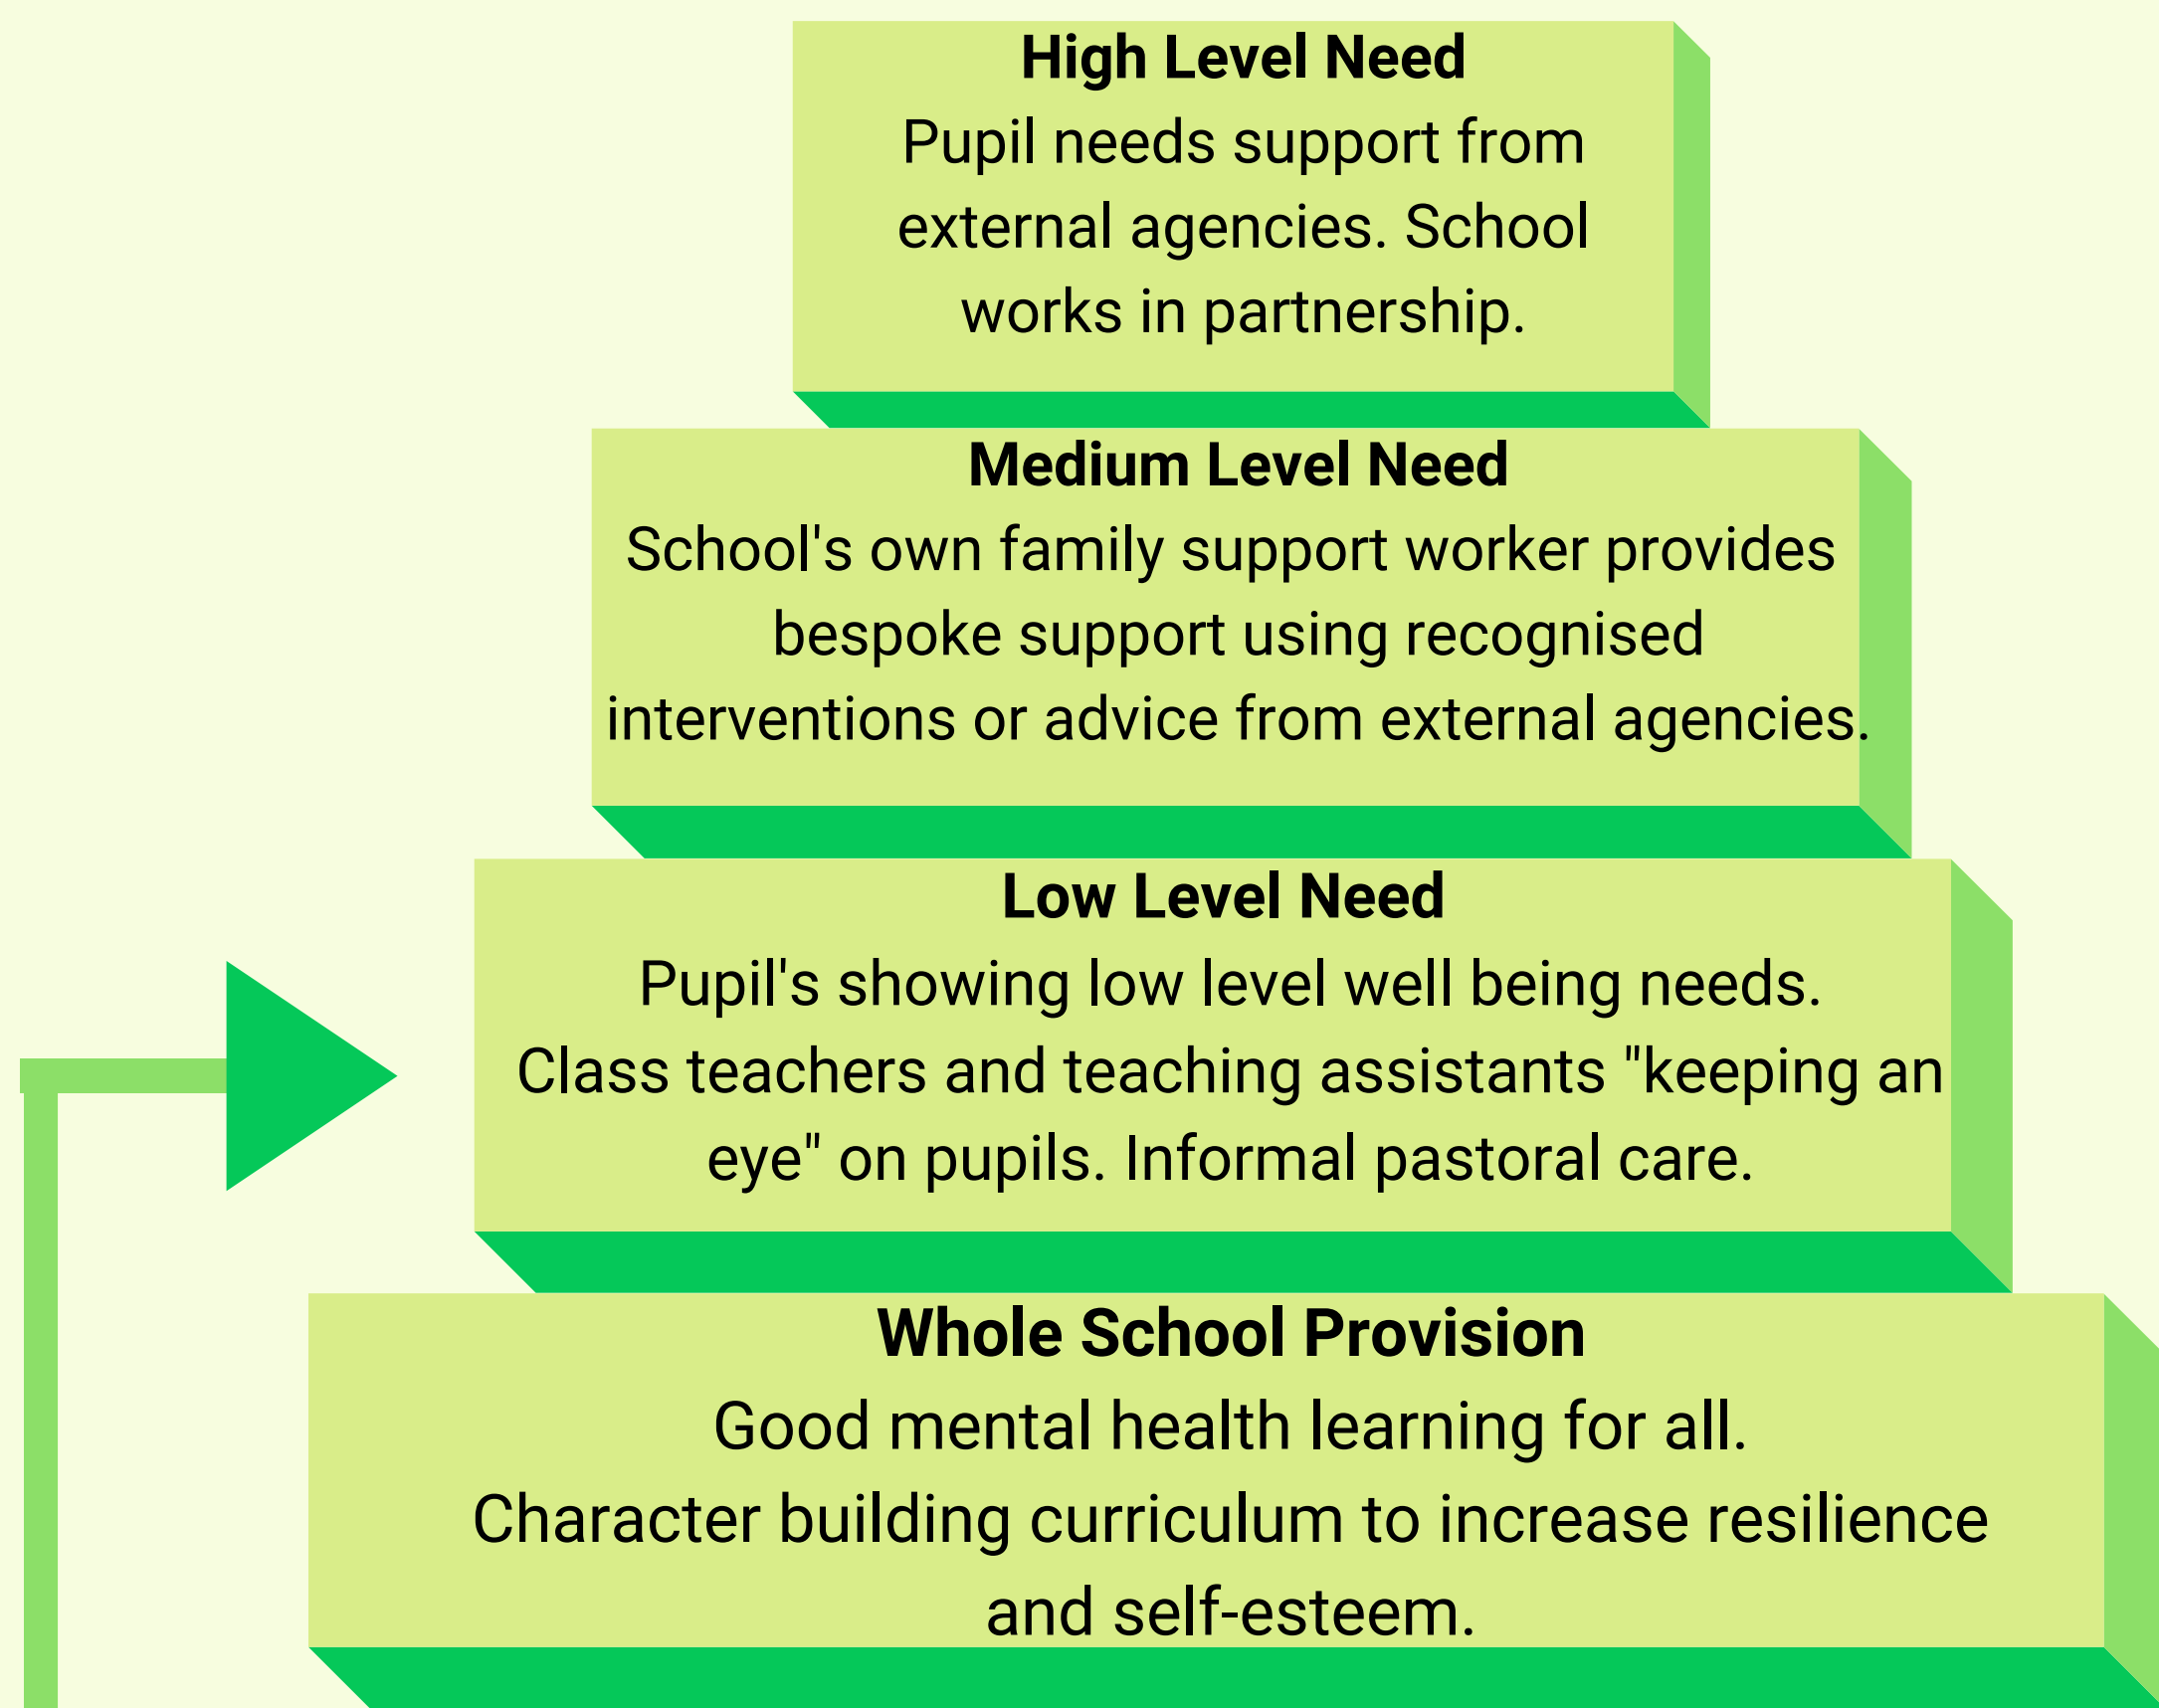 High Level Need
Pupil needs support from
external agencies. School
works in partnership.
Medium Level Need
School's own family support worker provides
bespoke support using recognised
interventions or advice from external agencies.
Low Level Need
Pupil's showing low level well being needs.
Class teachers and teaching assistants "keeping an
eye" on pupils. Informal pastoral care.
Whole School Provision
Good mental health learning for all.
Character building curriculum to increase resilience
and self-esteem.